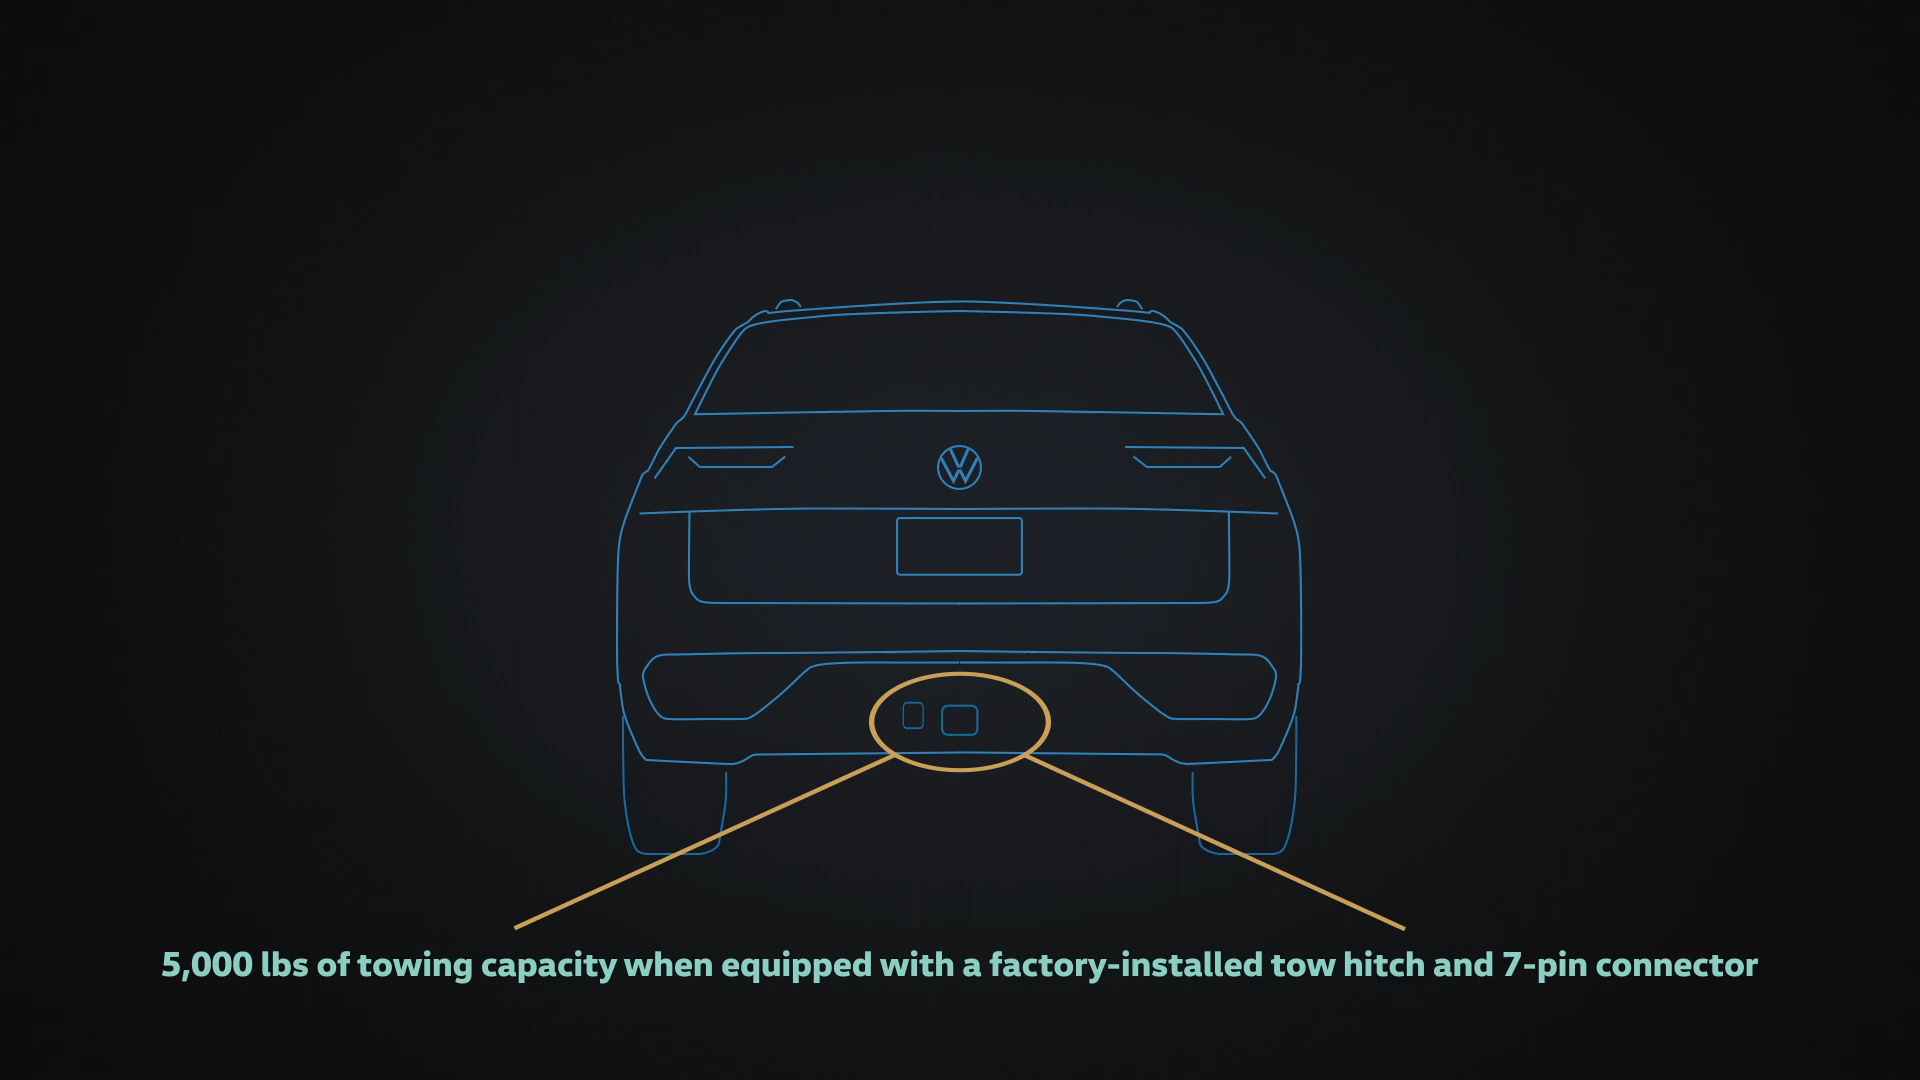 5,000 lbs of towing capacity when equipped with a factory-installed tow hitch and 7-pin connector